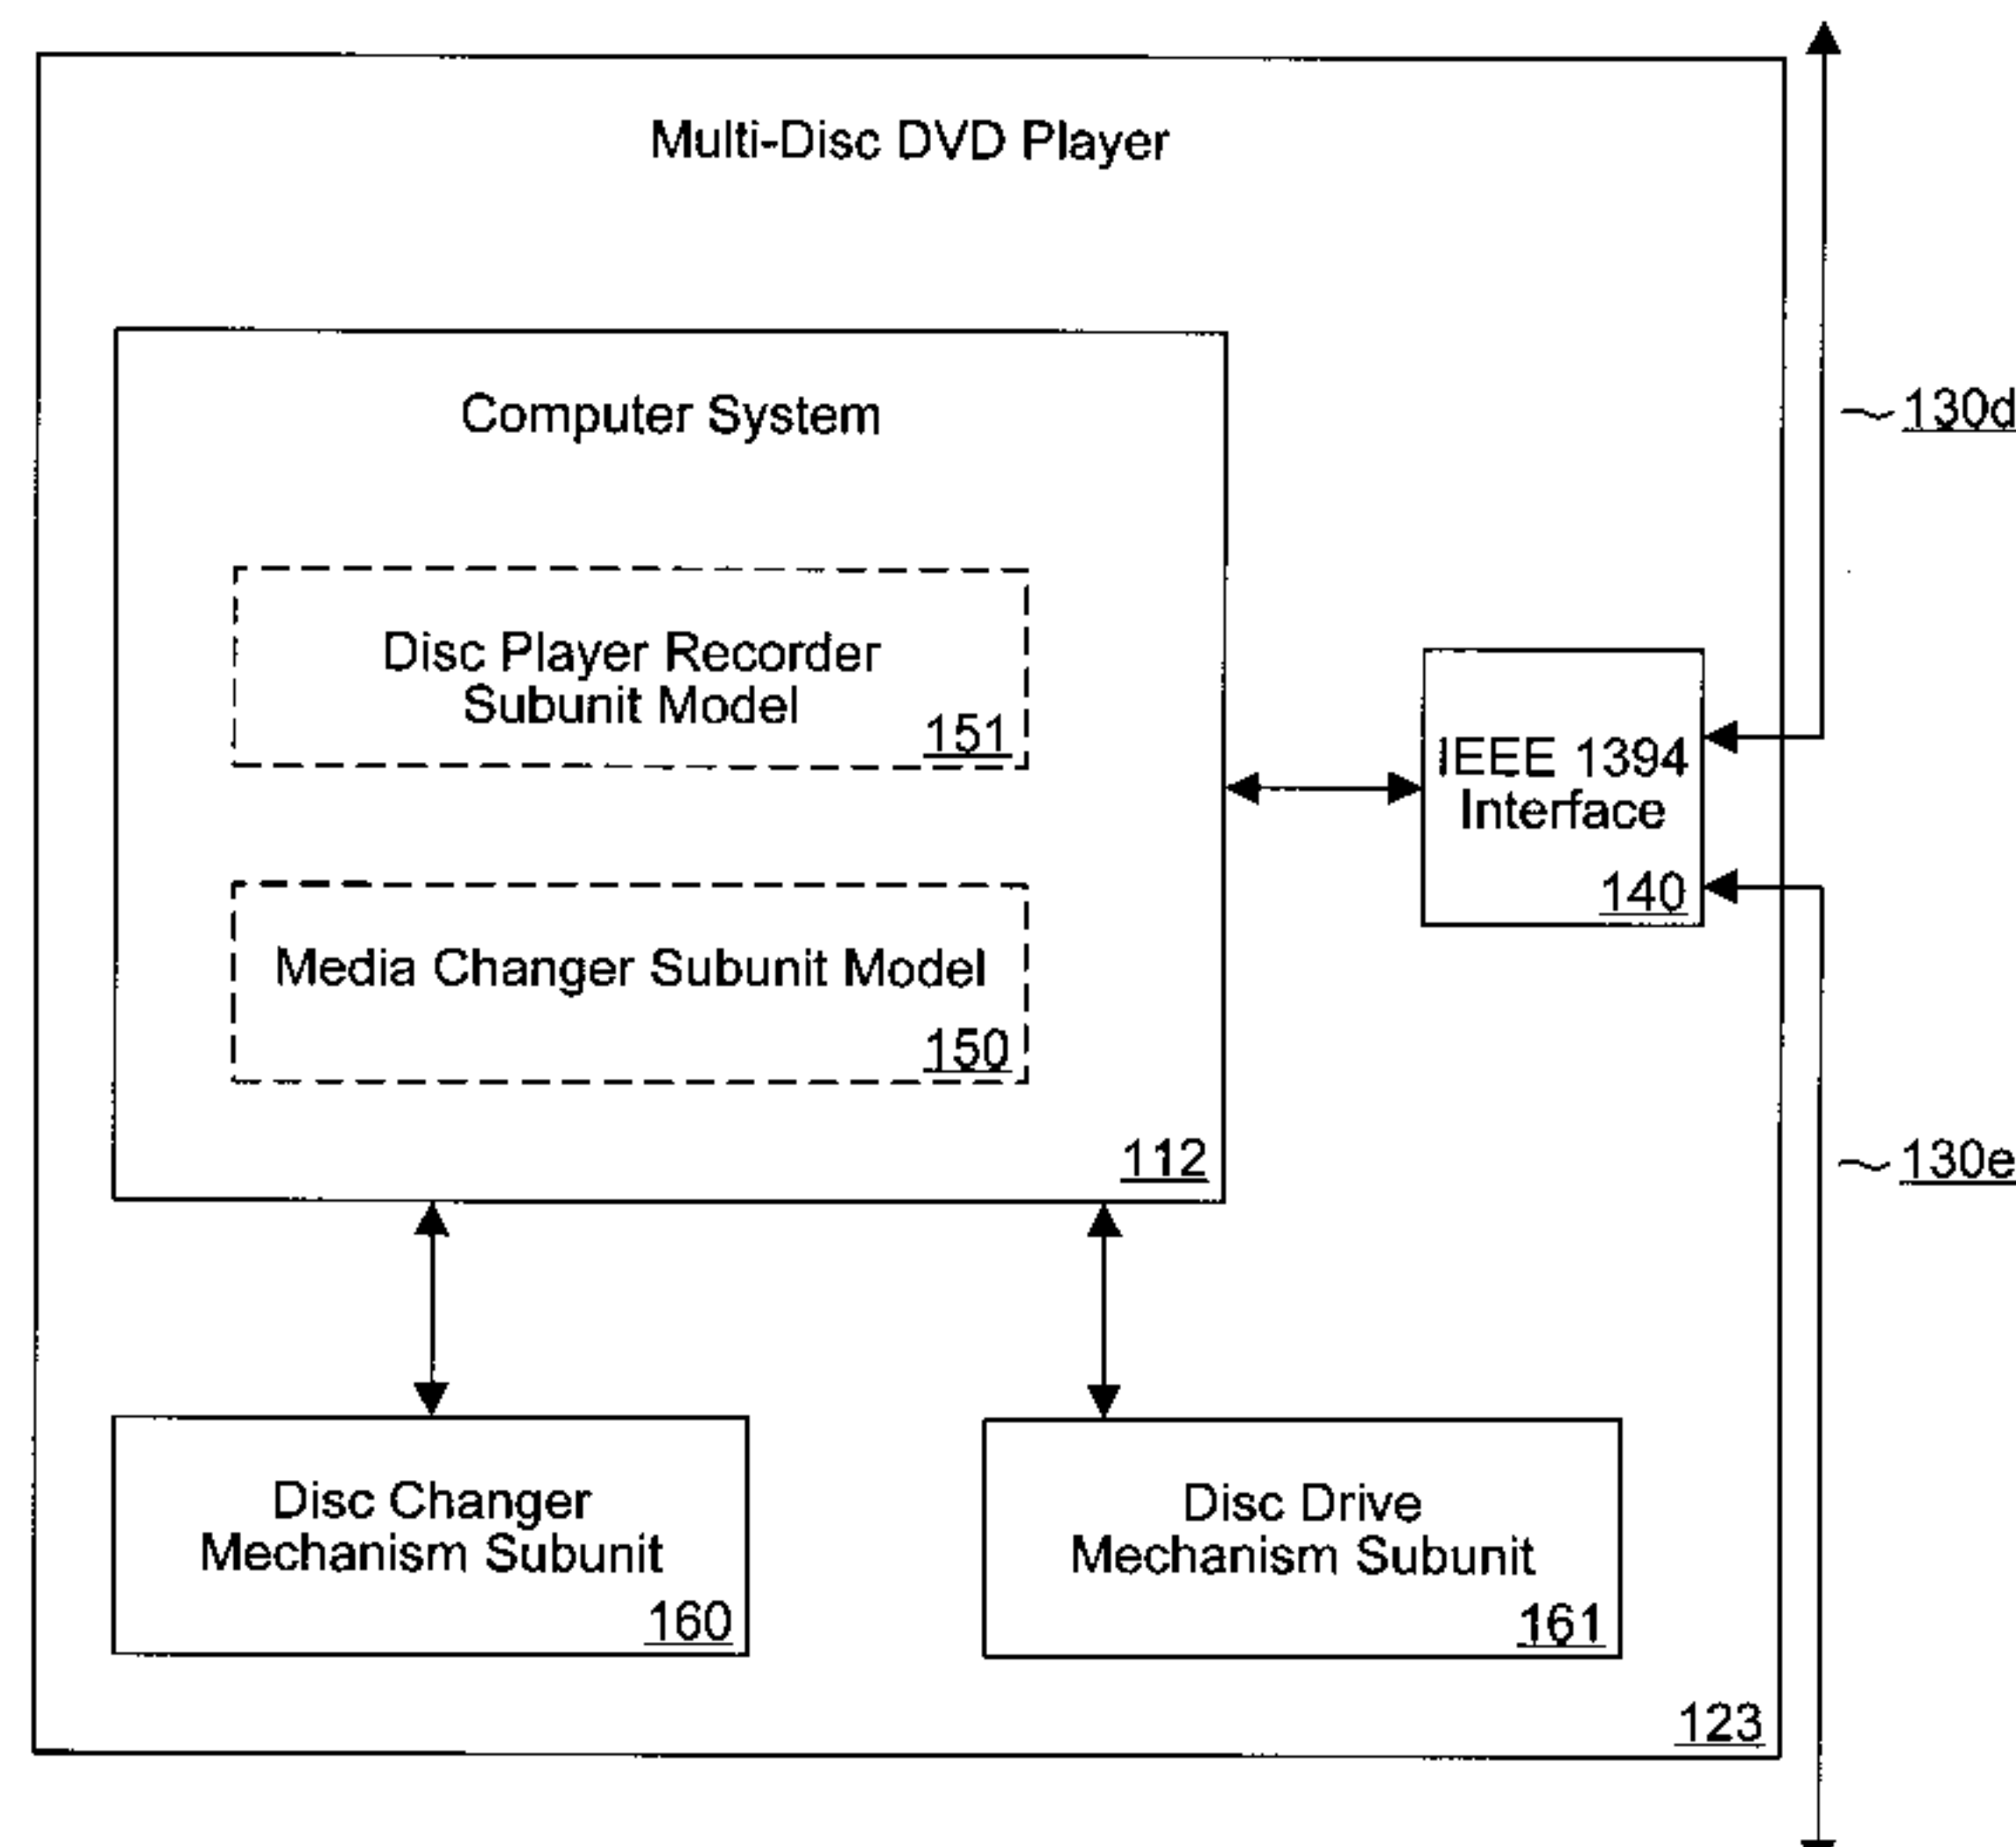 Multi-Disc DVD Player
Computer System
130d
Disc Player Recorder
Subunit Model
151
IEEE 1394
Interface
140
Media Changer Subunit Model
150
112
130e
Disc Changer
Mechanism Subunit
160
Disc Drive
Mechanism Subunit
161
123